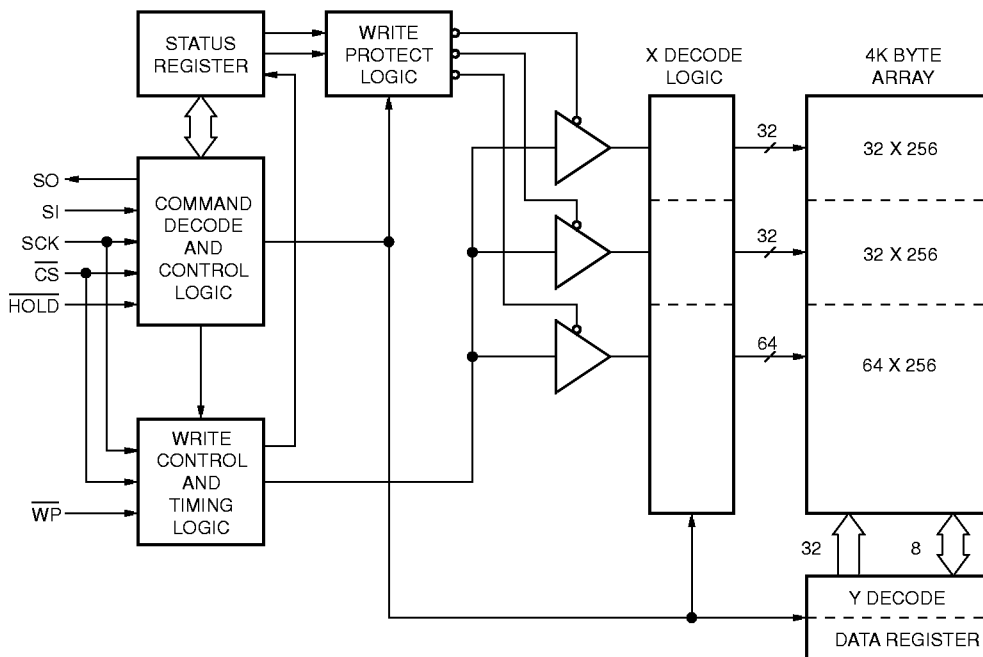 STATUS
REGISTER
WRITE
PROTECT
LOGIC
X DECODE
LOGIC
4K BYTE
ARRAY
SO
SI
SCK
CS
HOLD
COMMAND
DECODE
AND
CONTROL
LOGIC
32
32 X 256
32
32 X 256
64
64 X 256
WP
WRITE
CONTROL
AND
TIMING
LOGIC
32
8
Y DECODE
DATA REGISTER